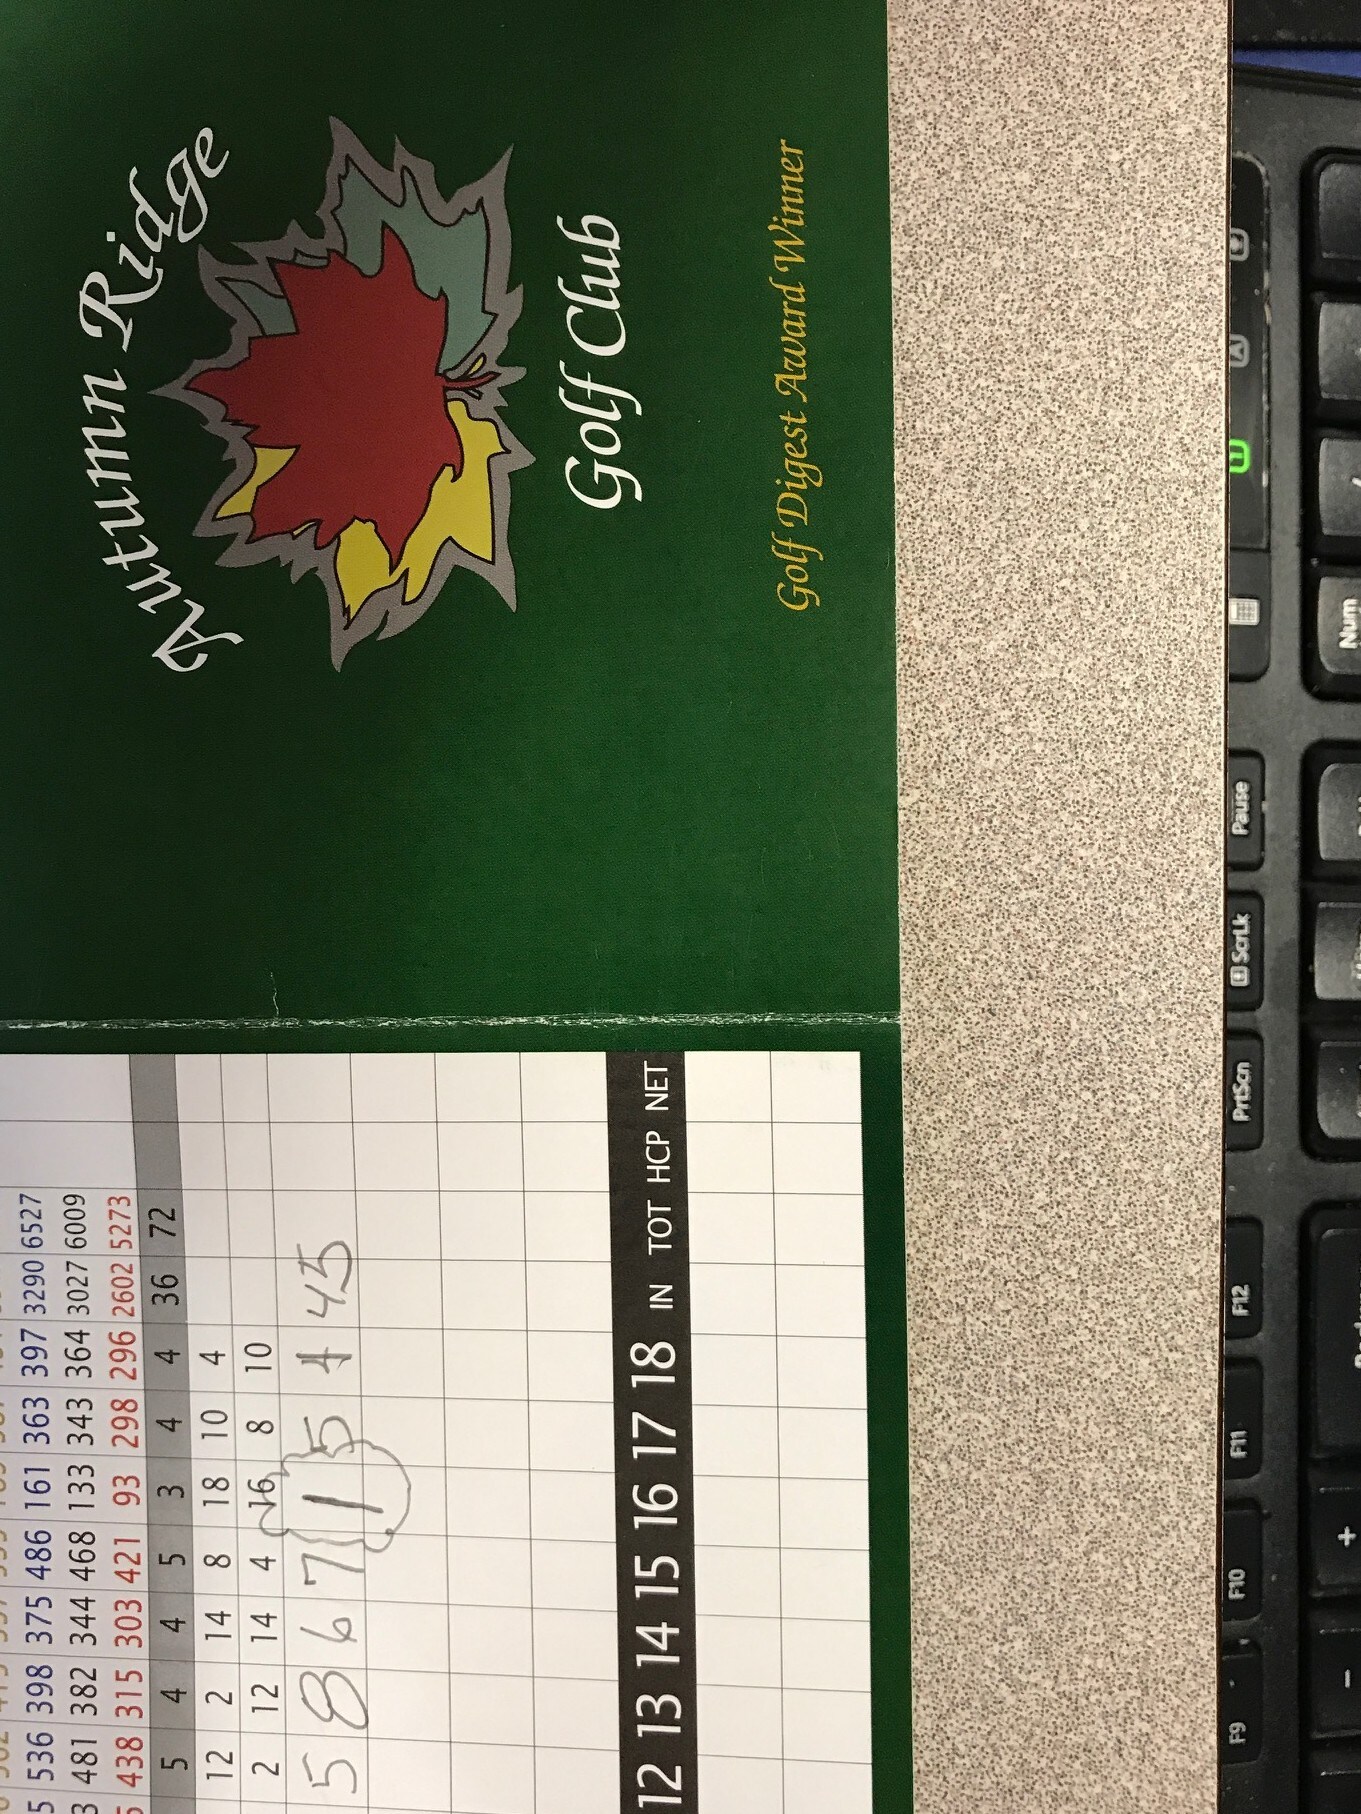 Autumn Ridge
Golf Club
Golf Digest Award Winner
5 536 398 375 486 161 363 397 3290 6527
3 481 382 344 468 133 343 364 3027 6009
438 315 303 421 93 298 296 2602 5273
5 4 4 5 3 4 4 36 72
12 2 14 8 18 10 4
2 12 14 4 16 8 10
5 8 6 7 1 5 4 45
12 13 14 15 16 17 18 IN TOT HCP NET
Num
Pause
ScrLk
PrtScn
F12
F11
F10
F9
+
-